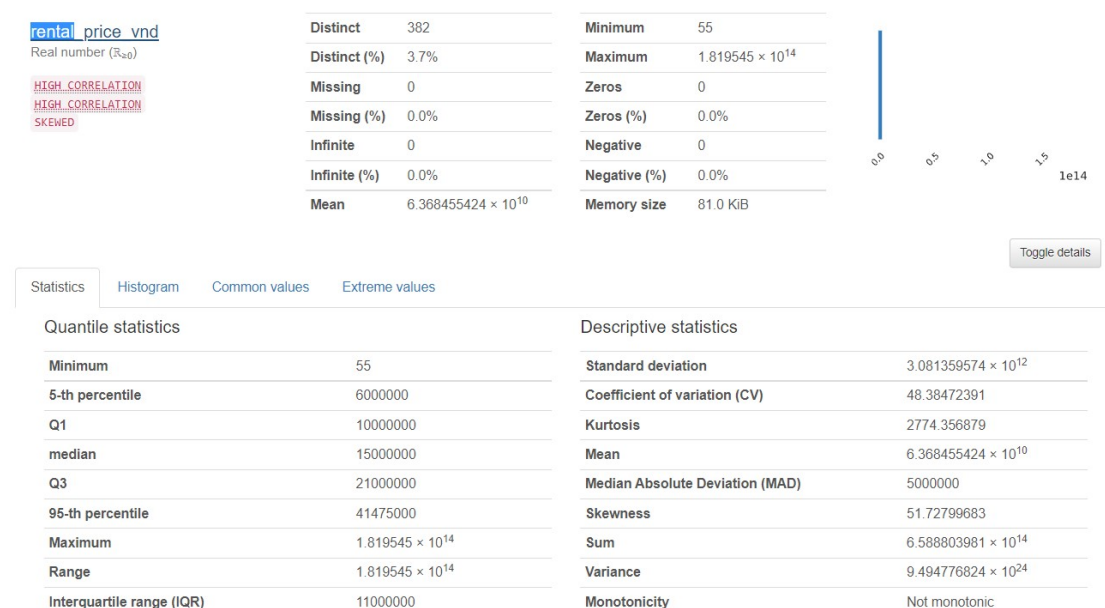 rental_price_vnd
Real number (ℝ≥0)
HIGH CORRELATION
HIGH CORRELATION
SKEWED
Distinct 382
Distinct (%) 3.7%
Missing 0
Missing (%) 0.0%
Infinite 0
Infinite (%) 0.0%
Mean 6.368455424 × 10¹⁰
Minimum 55
Maximum 1.819545 × 10¹⁴
Zeros 0
Zeros (%) 0.0%
Negative 0
Negative (%) 0.0%
Memory size 81.0 KiB
0.0 0.5 1.0 1.5
1e14
Toggle details
Statistics Histogram Common values Extreme values
Quantile statistics
Minimum 55
5-th percentile 6000000
Q1 10000000
median 15000000
Q3 21000000
95-th percentile 41475000
Maximum 1.819545 × 10¹⁴
Range 1.819545 × 10¹⁴
Interquartile range (IQR) 11000000
Descriptive statistics
Standard deviation 3.081359574 × 10¹²
Coefficient of variation (CV) 48.38472391
Kurtosis 2774.356879
Mean 6.368455424 × 10¹⁰
Median Absolute Deviation (MAD) 5000000
Skewness 51.72799683
Sum 6.588803981 × 10¹⁴
Variance 9.494776824 × 10²⁴
Monotonicity Not monotonic